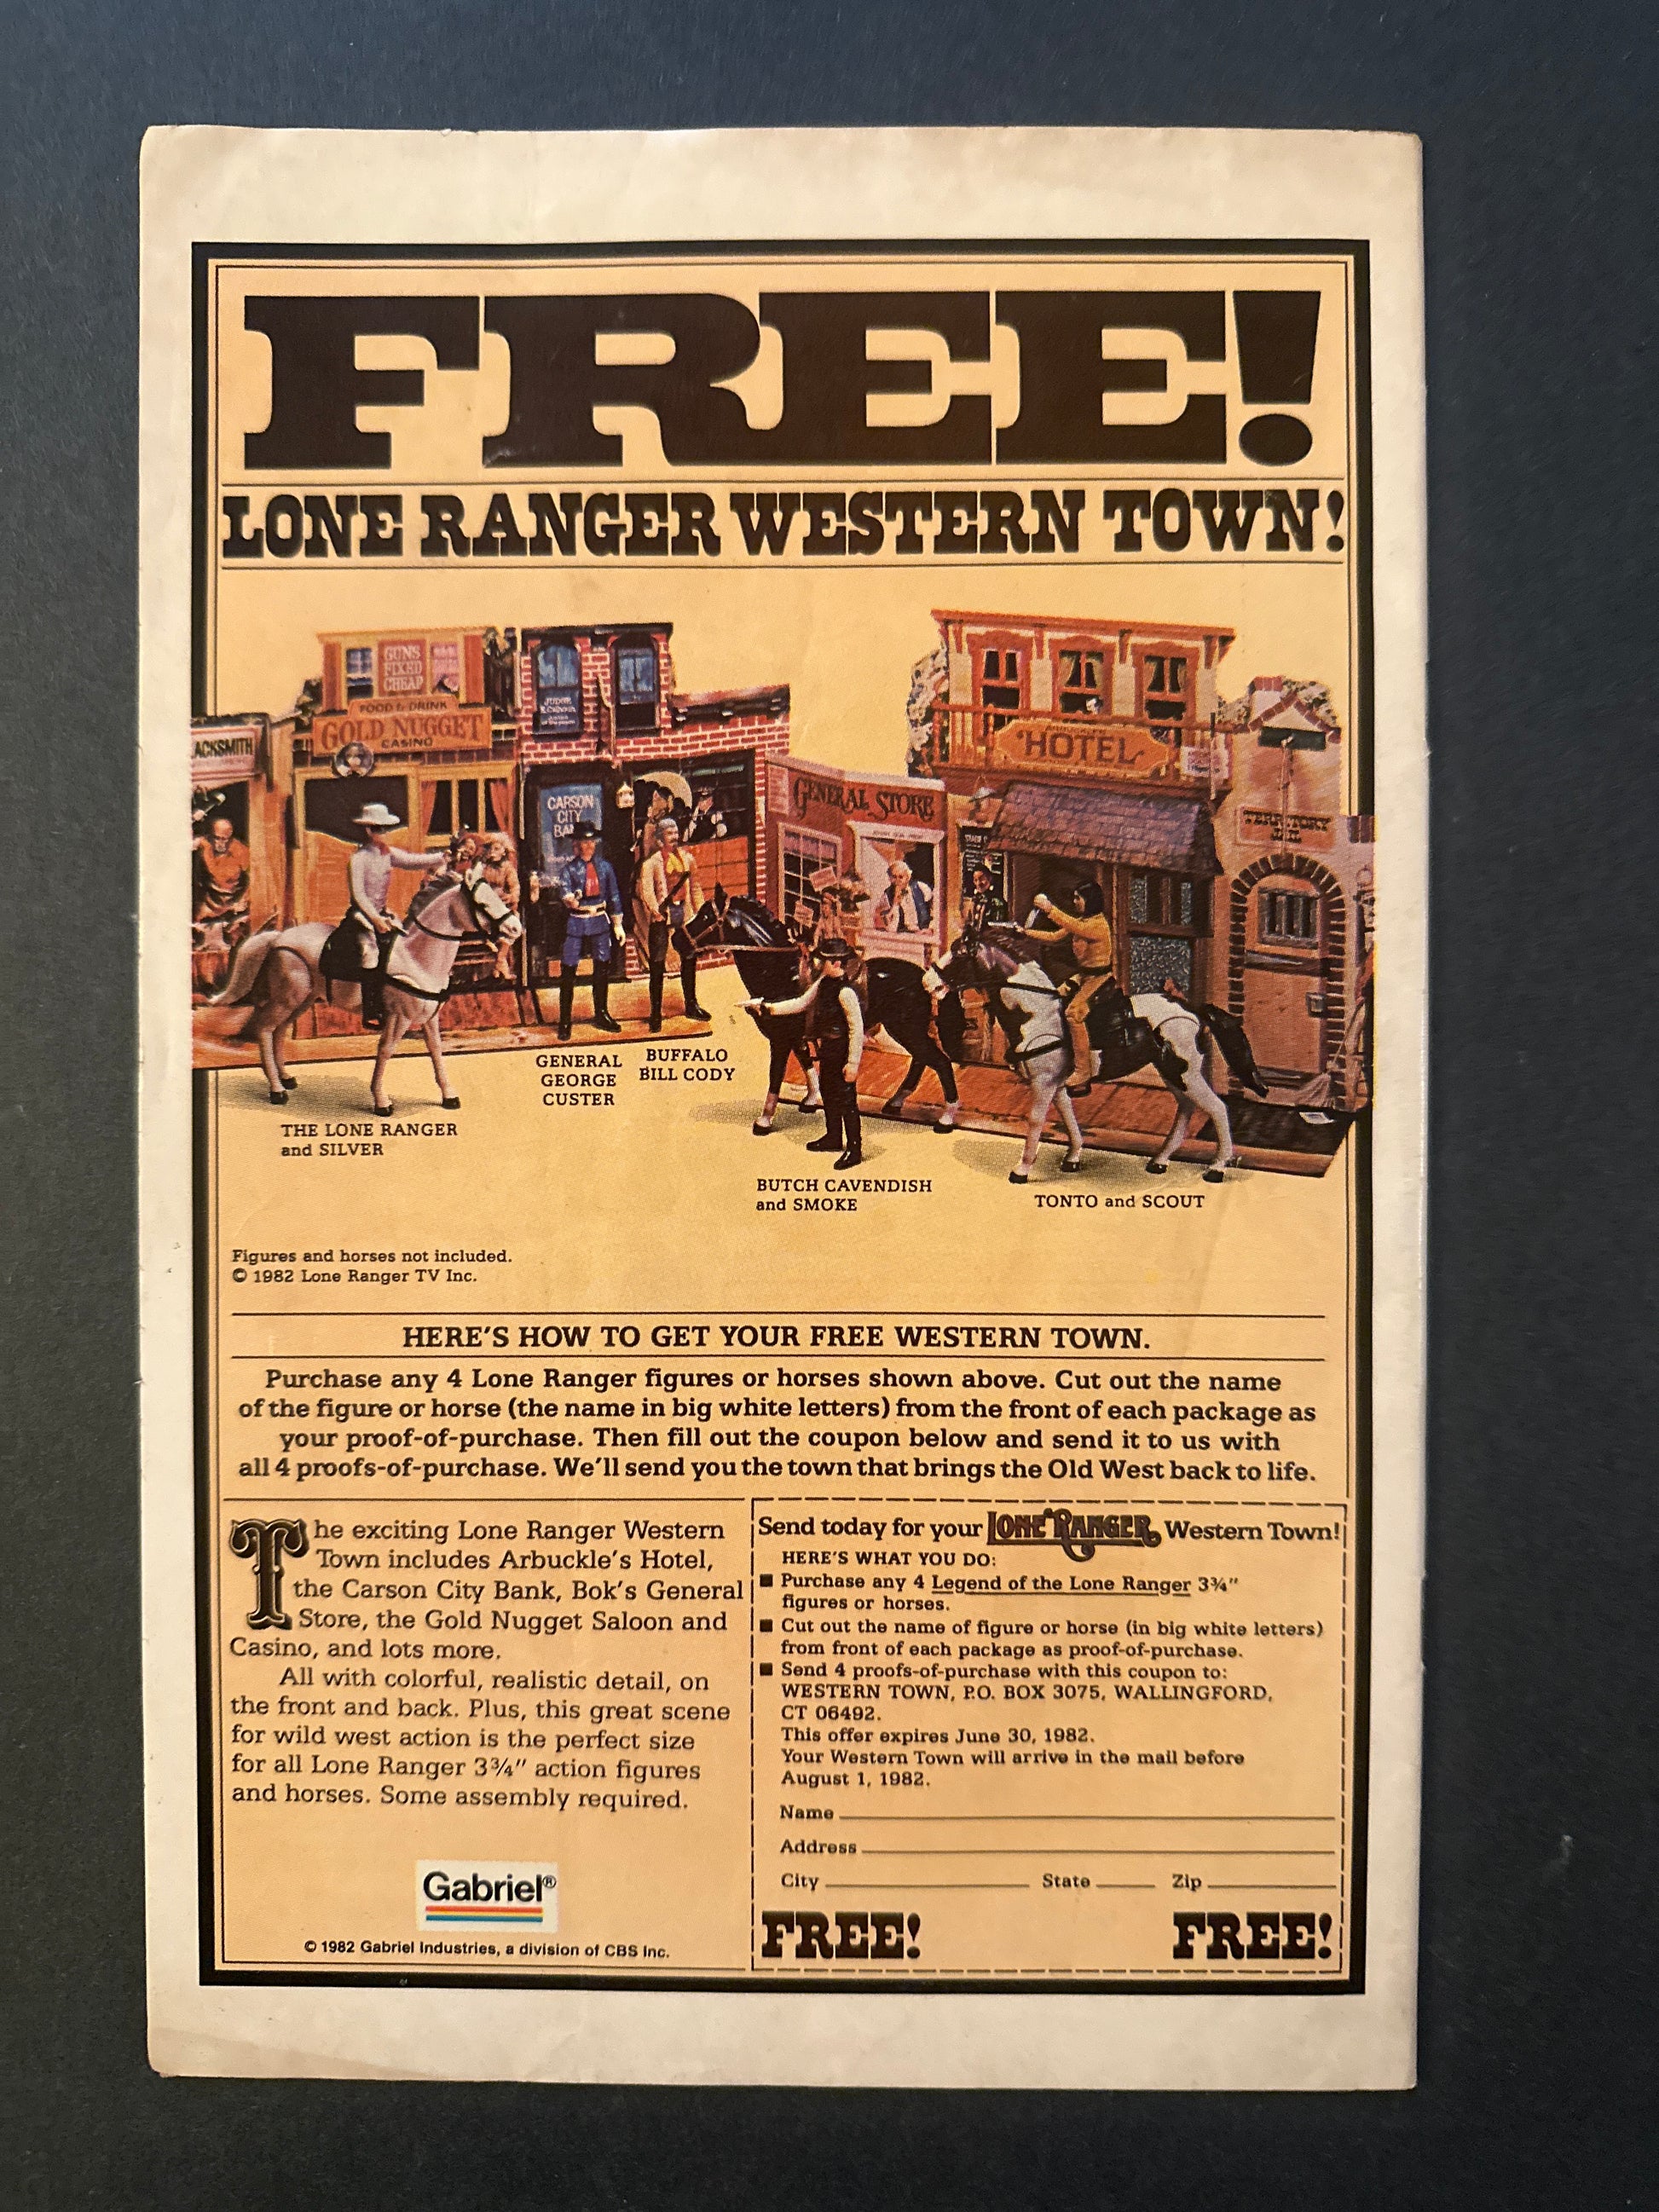 FREE!
LONE RANGER WESTERN TOWN!
GUNS
FIXED
CHEAP
FOOD & DRINK
GOLD NUGGET
CASINO
ACKSMITH
CARSON
CITY
BAN
GENERAL STORE
HOTEL
TERRITORY
JAIL
GENERAL
GEORGE
CUSTER
BUFFALO
BILL CODY
THE LONE RANGER
and SILVER
BUTCH CAVENDISH
and SMOKE
TONTO and SCOUT
Figures and horses not included.
© 1982 Lone Ranger TV Inc.
HERE'S HOW TO GET YOUR FREE WESTERN TOWN.
Purchase any 4 Lone Ranger figures or horses shown above. Cut out the name
of the figure or horse (the name in big white letters) from the front of each package as
your proof-of-purchase. Then fill out the coupon below and send it to us with
all 4 proofs-of-purchase. We'll send you the town that brings the Old West back to life.
The exciting Lone Ranger Western
Town includes Arbuckle's Hotel,
the Carson City Bank, Bok's General
Store, the Gold Nugget Saloon and
Casino, and lots more.
All with colorful, realistic detail, on
the front and back. Plus, this great scene
for wild west action is the perfect size
for all Lone Ranger 3¾" action figures
and horses. Some assembly required.
Gabriel®
© 1982 Gabriel Industries, a division of CBS Inc.
Send today for your LONE RANGER Western Town!
HERE'S WHAT YOU DO:
■ Purchase any 4 Legend of the Lone Ranger 3¾"
figures or horses.
■ Cut out the name of figure or horse (in big white letters)
from front of each package as proof-of-purchase.
■ Send 4 proofs-of-purchase with this coupon to:
WESTERN TOWN, P.O. BOX 3075, WALLINGFORD,
CT 06492.
This offer expires June 30, 1982.
Your Western Town will arrive in the mail before
August 1, 1982.
Name
Address
City State Zip
FREE! FREE!